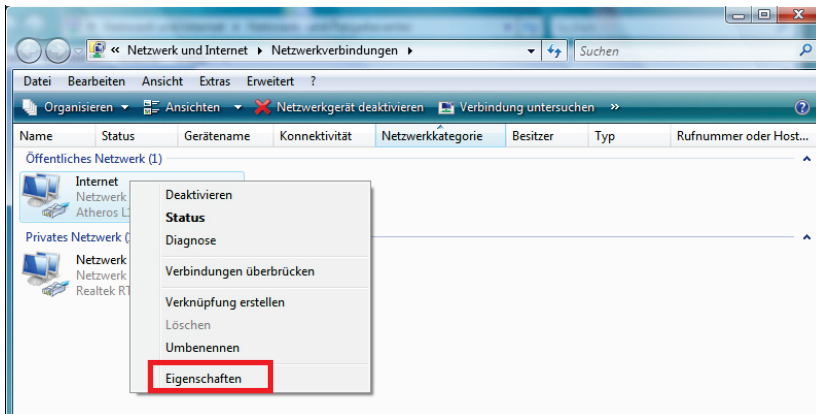 « Netzwerk und Internet Netzwerkverbindungen
Suchen
Datei Bearbeiten Ansicht Extras Erweitert ?
Organisieren Ansichten Netzwerkgerät deaktivieren Verbindung untersuchen »
Name Status Gerätename Konnektivität Netzwerkkategorie Besitzer Typ Rufnummer oder Host...
Öffentliches Netzwerk (1)
Internet
Netzwerk
Atheros
Deaktivieren
Status
Diagnose
Verbindungen überbrücken
Verknüpfung erstellen
Löschen
Umbenennen
Eigenschaften
Privates Netzwerk
Netzwerk
Netzwerk
Realtek RT